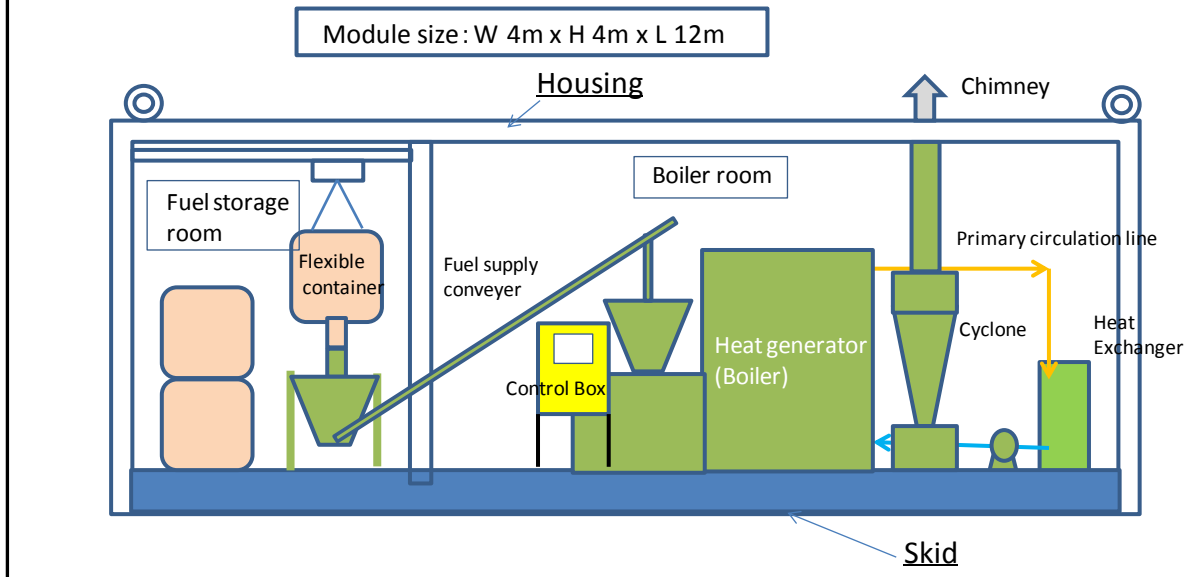 Module size : W 4m x H 4m x L 12m
Housing
Chimney
Boiler room
Fuel storage
room
Flexible
container
Fuel supply
conveyer
Primary circulation line
Cyclone
Heat
Exchanger
Heat generator
(Boiler)
Control Box
Skid